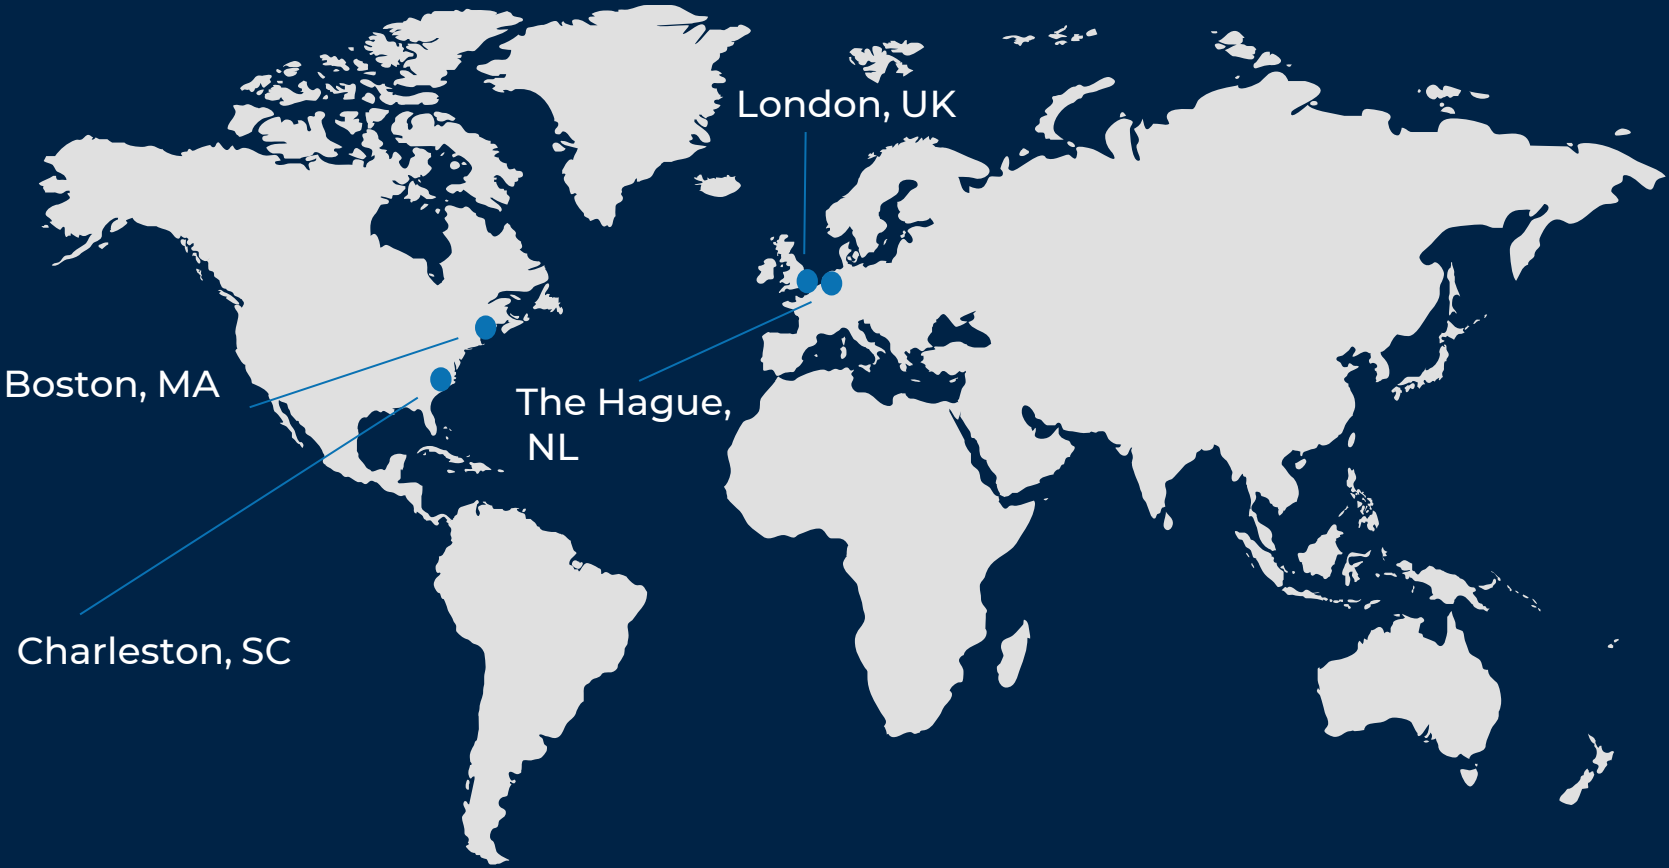 London, UK
Boston, MA
The Hague,
NL
Charleston, SC